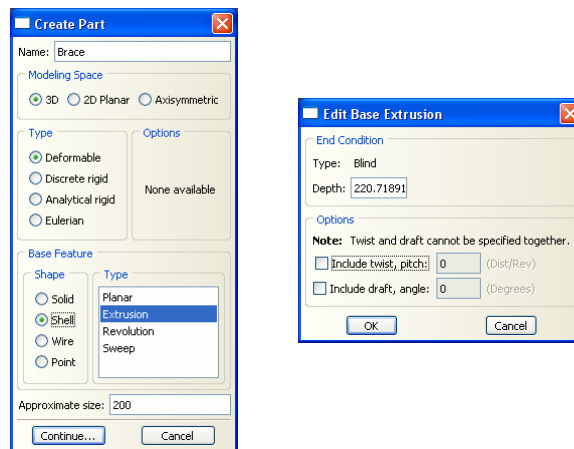 Create Part
Name: Brace
Modeling Space
3D 2D Planar Axisymmetric
Type
Deformable
Discrete rigid
Analytical rigid
Eulerian
Options
None available
Base Feature
Shape
Solid
Shell
Wire
Point
Type
Planar
Extrusion
Revolution
Sweep
Approximate size: 200
Continue... Cancel
Edit Base Extrusion
End Condition
Type: Blind
Depth: 220.71891
Options
Note: Twist and draft cannot be specified together.
Include twist, pitch: 0 (Dist/Rev)
Include draft, angle: 0 (Degrees)
OK Cancel